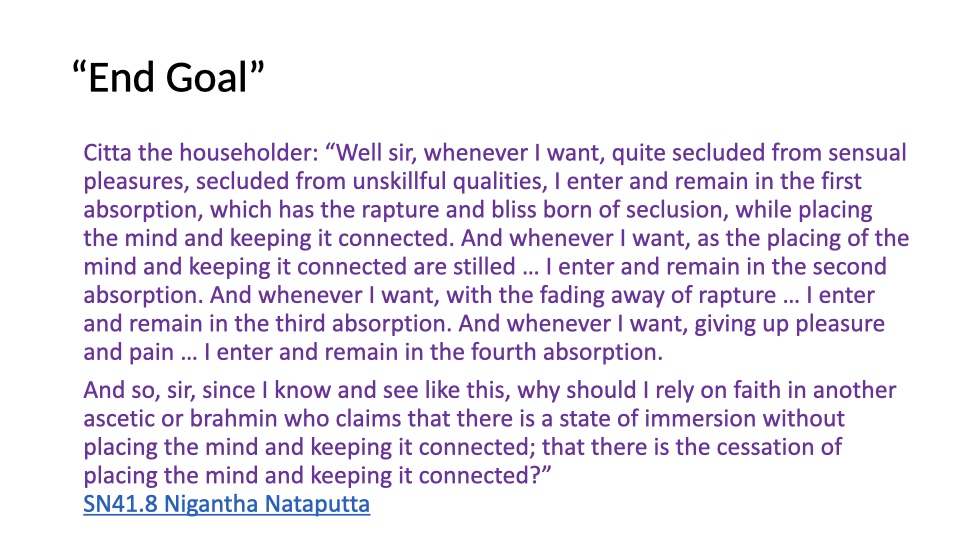 “End Goal”
Citta the householder: “Well sir, whenever I want, quite secluded from sensual
pleasures, secluded from unskillful qualities, I enter and remain in the first
absorption, which has the rapture and bliss born of seclusion, while placing
the mind and keeping it connected. And whenever I want, as the placing of the
mind and keeping it connected are stilled … I enter and remain in the second
absorption. And whenever I want, with the fading away of rapture … I enter
and remain in the third absorption. And whenever I want, giving up pleasure
and pain … I enter and remain in the fourth absorption.
And so, sir, since I know and see like this, why should I rely on faith in another
ascetic or brahmin who claims that there is a state of immersion without
placing the mind and keeping it connected; that there is the cessation of
placing the mind and keeping it connected?”
SN41.8 Nigantha Nataputta